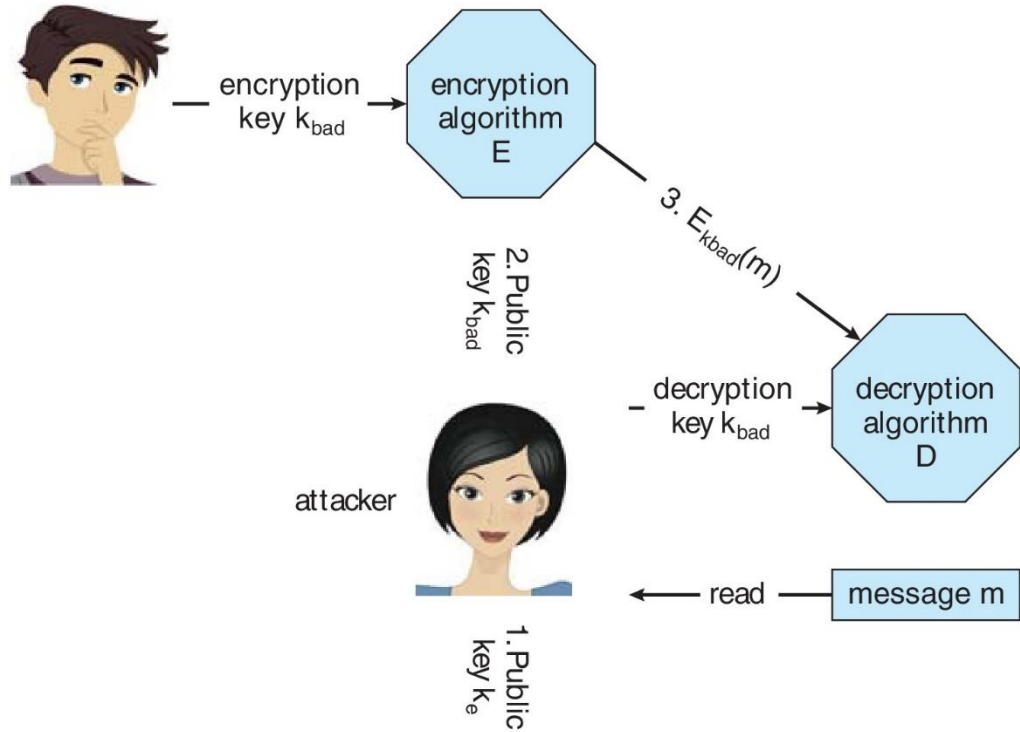 encryption
key k_bad
encryption
algorithm
E
3. E_kbad(m)
2. Public
key k_bad
decryption
key k_bad
decryption
algorithm
D
attacker
read
message m
1. Public
key k_e